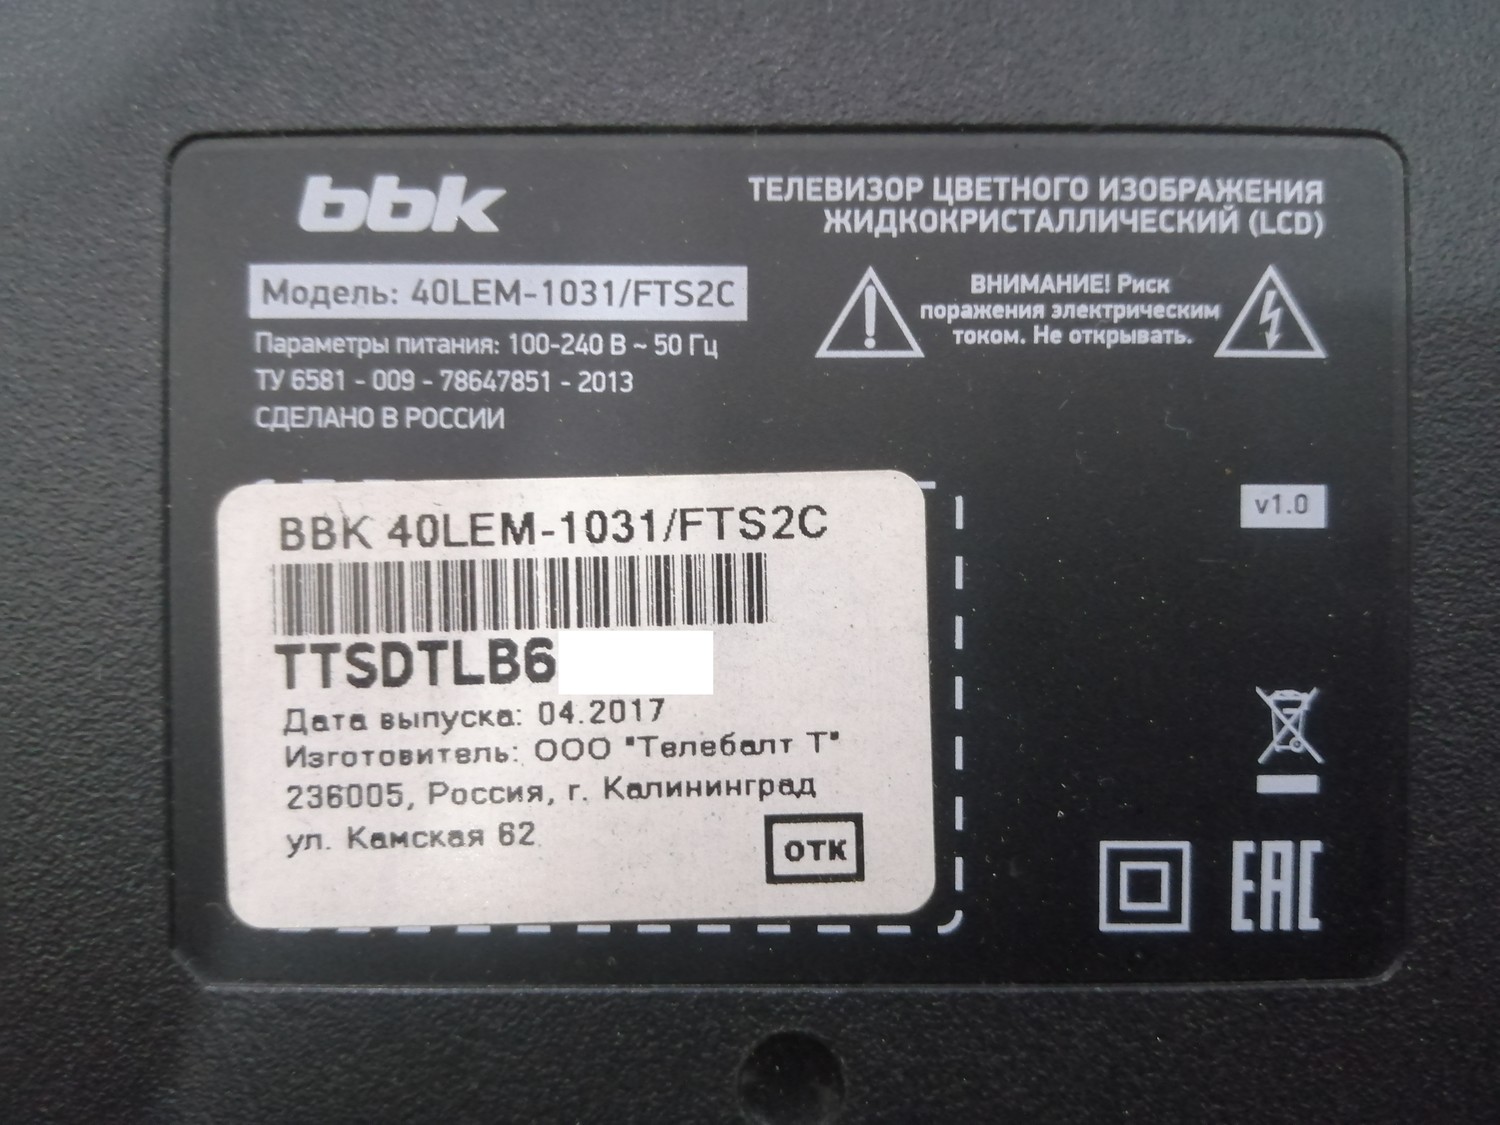 bbk
ТЕЛЕВИЗОР ЦВЕТНОГО ИЗОБРАЖЕНИЯ
ЖИДКОКРИСТАЛЛИЧЕСКИЙ (LCD)
Модель: 40LEM-1031/FTS2C
ВНИМАНИЕ! Риск
поражения электрическим
током. Не открывать.
Параметры питания: 100-240 В ~ 50 Гц
ТУ 6581 - 009 - 78647851 - 2013
СДЕЛАНО В РОССИИ
v1.0
BBK 40LEM-1031/FTS2C
TTSDTLB6
Дата выпуска: 04.2017
Изготовитель: ООО "Телебалт Т"
236005, Россия, г. Калининград
ул. Камская 62
ОТК
EAC